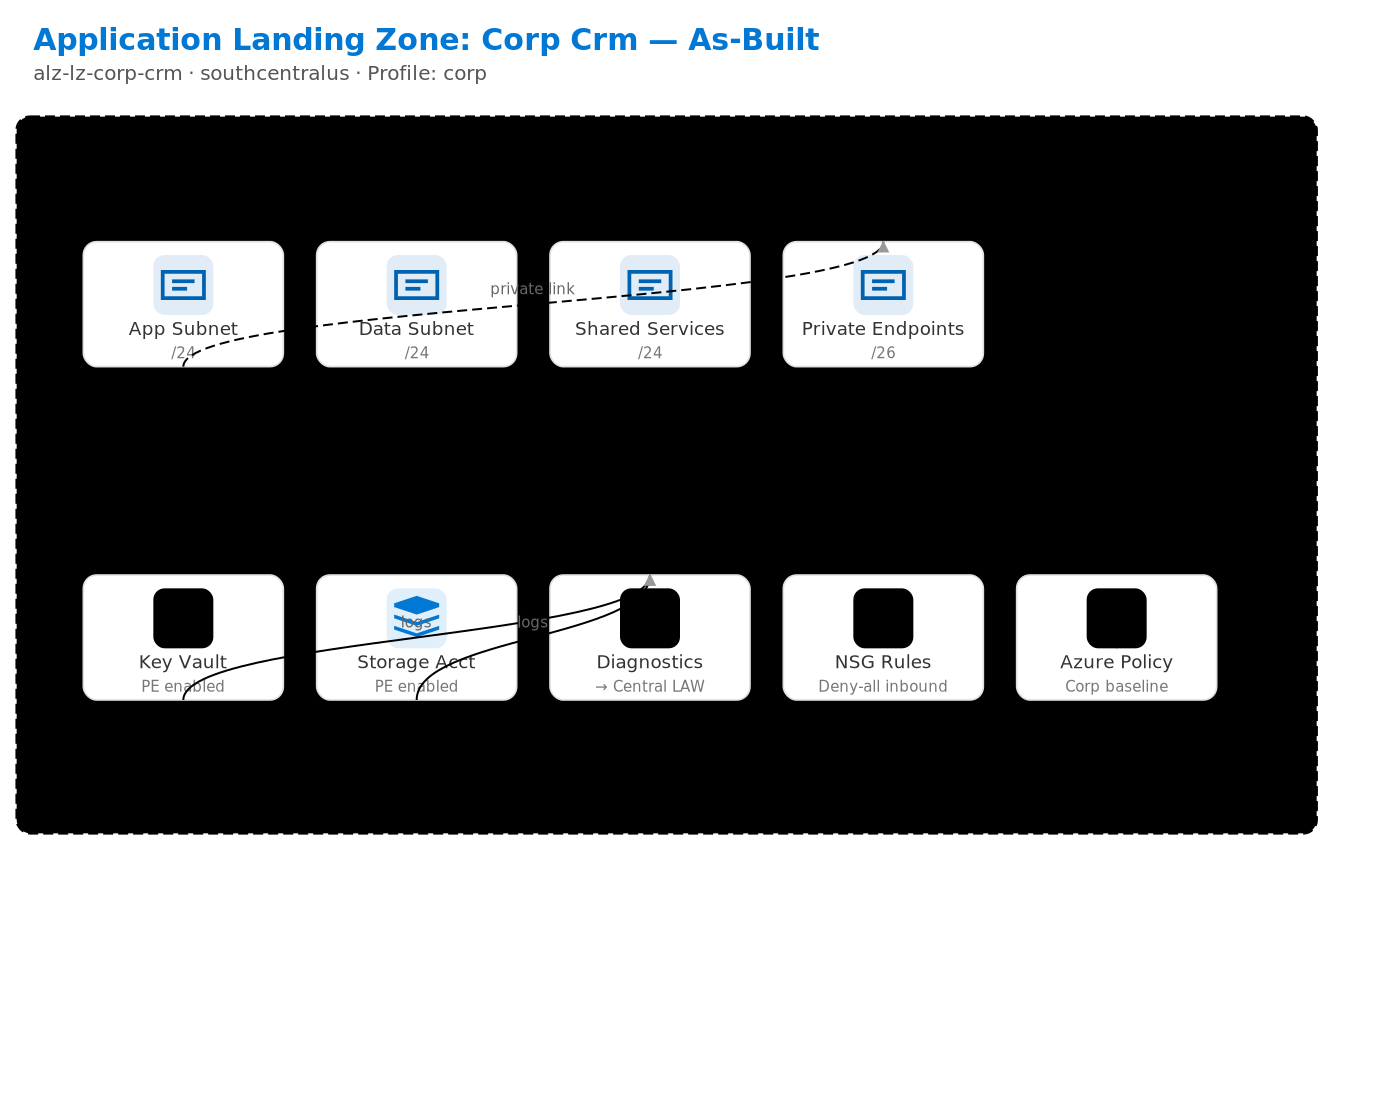 Application Landing Zone: Corp Crm — As-Built
alz-lz-corp-crm · southcentralus · Profile: corp
private link
App Subnet
/24
Data Subnet
/24
Shared Services
/24
Private Endpoints
/26
logs
logs
Key Vault
PE enabled
Storage Acct
PE enabled
Diagnostics
→ Central LAW
NSG Rules
Deny-all inbound
Azure Policy
Corp baseline